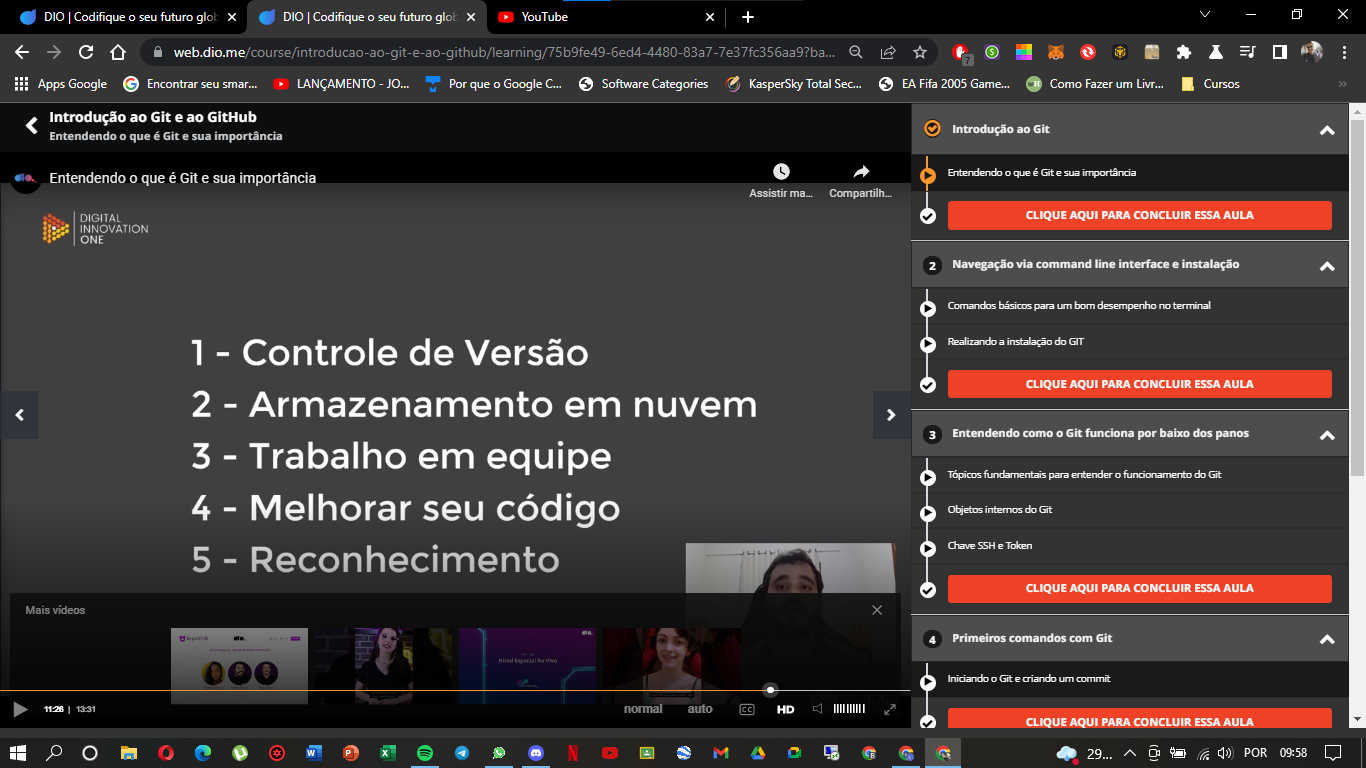 DIO | Codifique o seu futuro glob
DIO | Codifique o seu futuro glob
YouTube
web.dio.me/course/introducao-ao-git-e-ao-github/learning/75b9fe49-6ed4-4480-83a7-7e37fc356aa9?ba...
7
Apps Google
Encontrar seu smar...
LANÇAMENTO - JO...
Por que o Google C...
Software Categories
KasperSky Total Sec...
EA Fifa 2005 Game...
Como Fazer um Livr...
Cursos
Introdução ao Git e ao GitHub
Entendendo o que é Git e sua importância
dio.
Entendendo o que é Git e sua importância
Assistir ma...
Compartilh...
DIGITAL
INNOVATION
ONE
1 - Controle de Versão
2 - Armazenamento em nuvem
3 - Trabalho em equipe
4 - Melhorar seu código
5 - Reconhecimento
Mais vídeos
11:26 | 13:31
normal
auto
CC
HD
Introdução ao Git
Entendendo o que é Git e sua importância
CLIQUE AQUI PARA CONCLUIR ESSA AULA
2 Navegação via command line interface e instalação
Comandos básicos para um bom desempenho no terminal
Realizando a instalação do GIT
CLIQUE AQUI PARA CONCLUIR ESSA AULA
3 Entendendo como o Git funciona por baixo dos panos
Tópicos fundamentais para entender o funcionamento do Git
Objetos internos do Git
Chave SSH e Token
CLIQUE AQUI PARA CONCLUIR ESSA AULA
4 Primeiros comandos com Git
Iniciando o Git e criando um commit
CLIQUE AQUI PARA CONCLUIR ESSA AULA
29...
POR
09:58